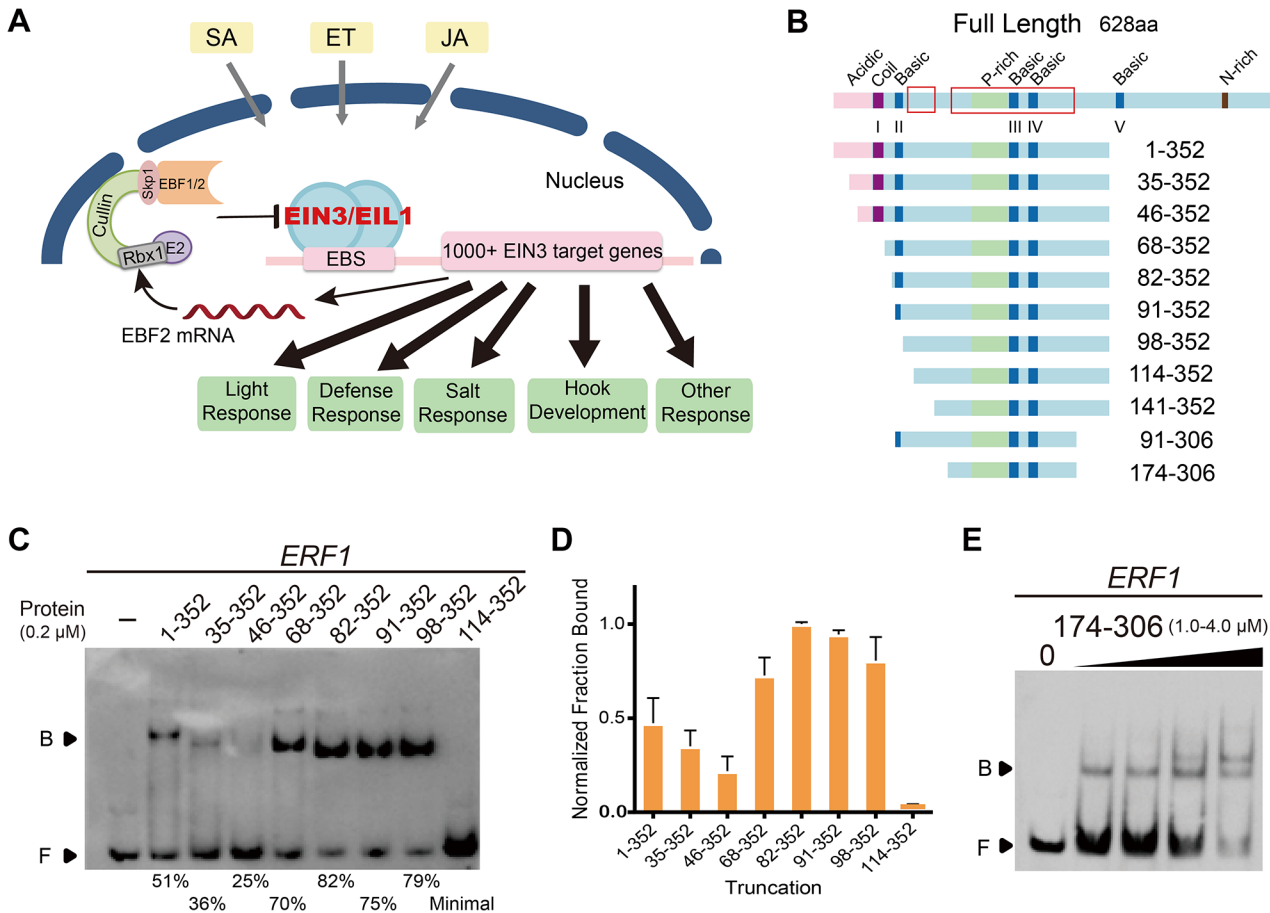 A
SA
ET
JA
Nucleus
Cullin
Skp1
EBF1/2
Rbx1
E2
EIN3/EIL1
EBS
1000+ EIN3 target genes
EBF2 mRNA
Light Response
Defense Response
Salt Response
Hook Development
Other Response
B
Full Length 628aa
Acidic
Coil
Basic
P-rich
Basic
Basic
Basic
N-rich
I
II
III
IV
V
1-352
35-352
46-352
68-352
82-352
91-352
98-352
114-352
141-352
91-306
174-306
C
ERF1
Protein
(0.2 μM)
–
1-352
35-352
46-352
68-352
82-352
91-352
98-352
114-352
B
F
51%
36%
25%
70%
82%
75%
79%
Minimal
D
Normalized Fraction Bound
1.0
0.5
0.0
1-352
35-352
46-352
68-352
82-352
91-352
98-352
114-352
Truncation
E
ERF1
174-306 (1.0-4.0 μM)
0
B
F